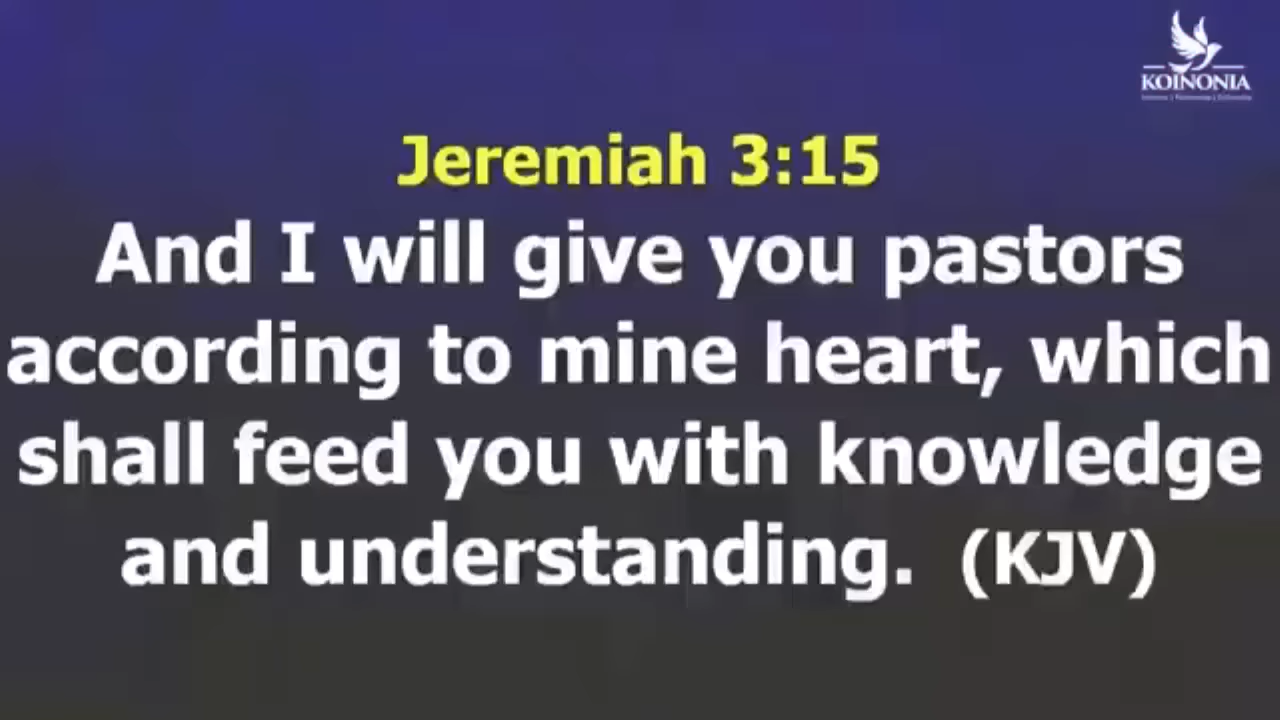 KOINONIA
Jeremiah 3:15
And I will give you pastors
according to mine heart, which
shall feed you with knowledge
and understanding. (KJV)